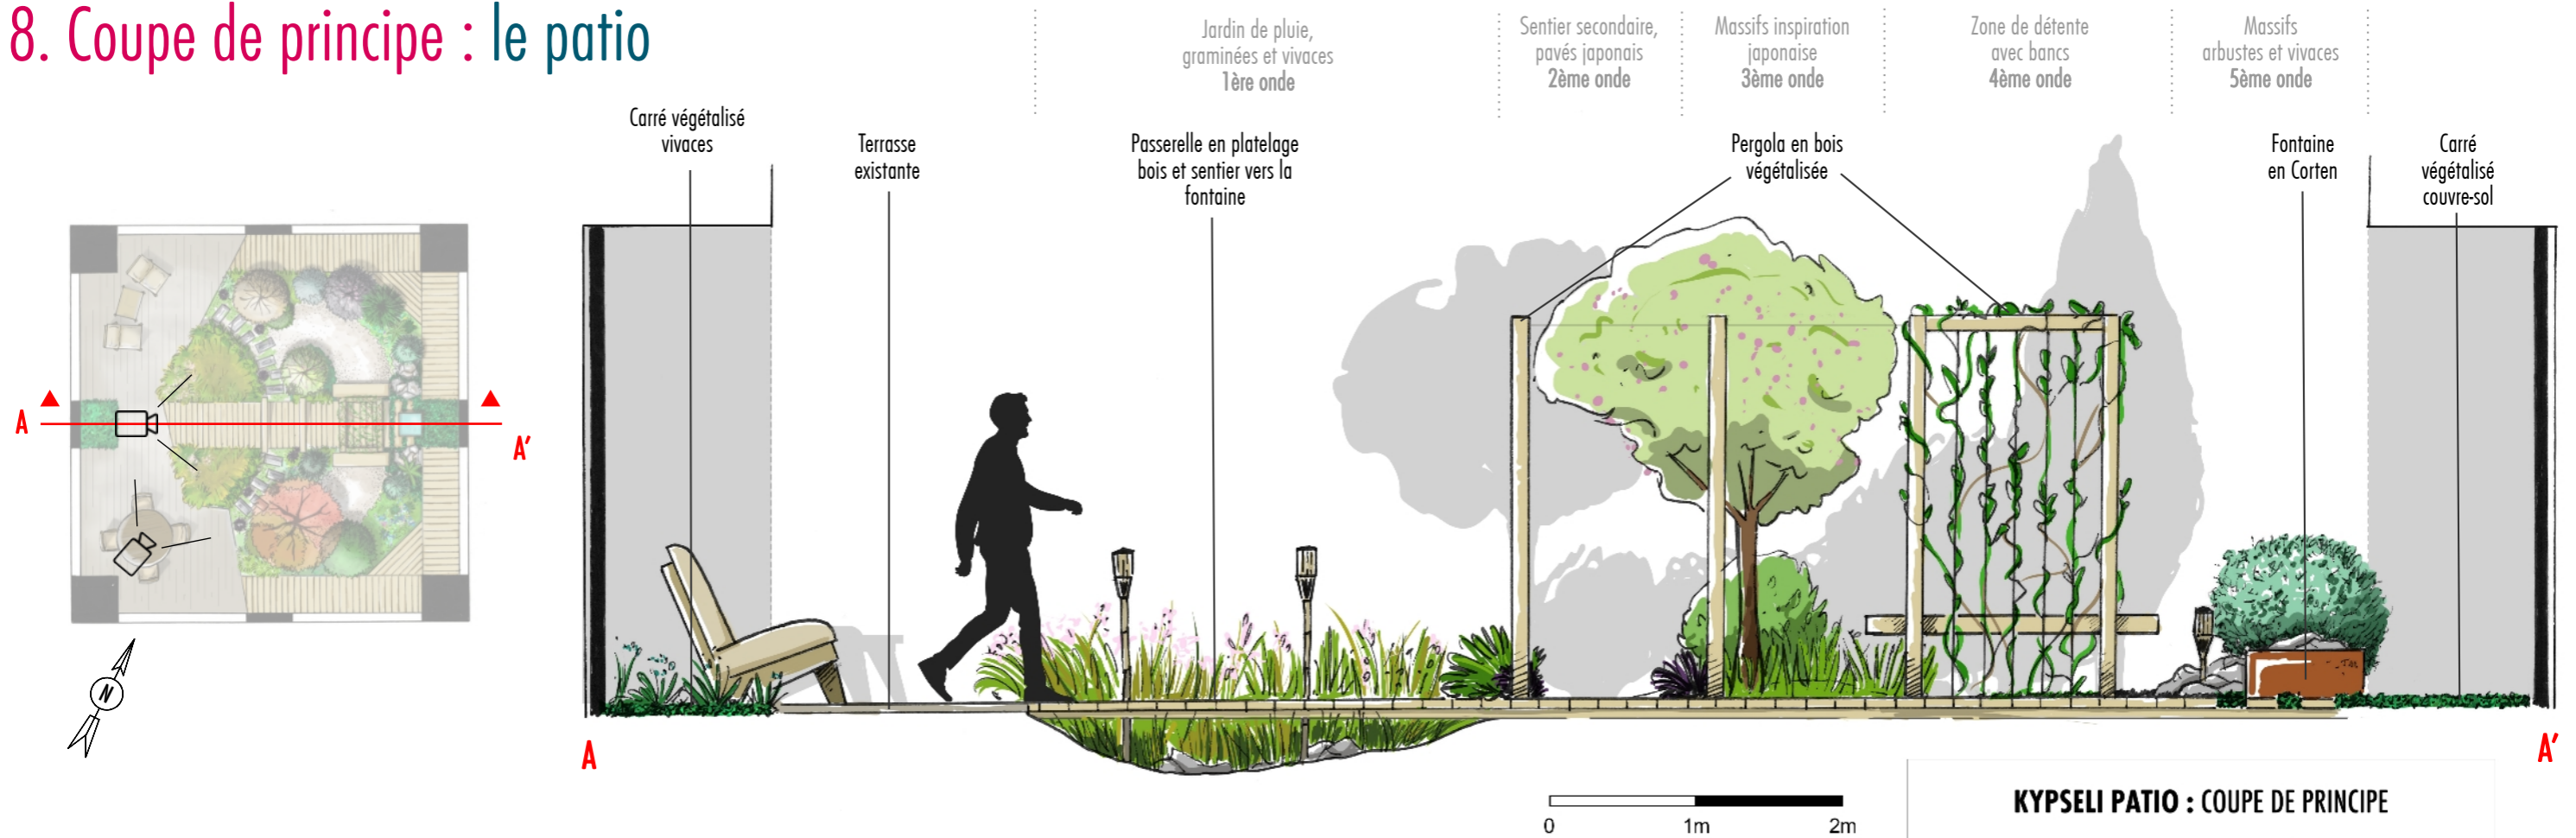 8. Coupe de principe : le patio
Jardin de pluie,
graminées et vivaces
1ère onde
Sentier secondaire,
pavés japonais
2ème onde
Massifs inspiration
japonaise
3ème onde
Zone de détente
avec bancs
4ème onde
Massifs
arbustes et vivaces
5ème onde
Carré végétalisé
vivaces
Terrasse
existante
Passerelle en platelage
bois et sentier vers la
fontaine
Pergola en bois
végétalisée
Fontaine
en Corten
Carré
végétalisé
couvre-sol
A
A'
N
A
A'
0
1m
2m
KYPSELI PATIO : COUPE DE PRINCIPE